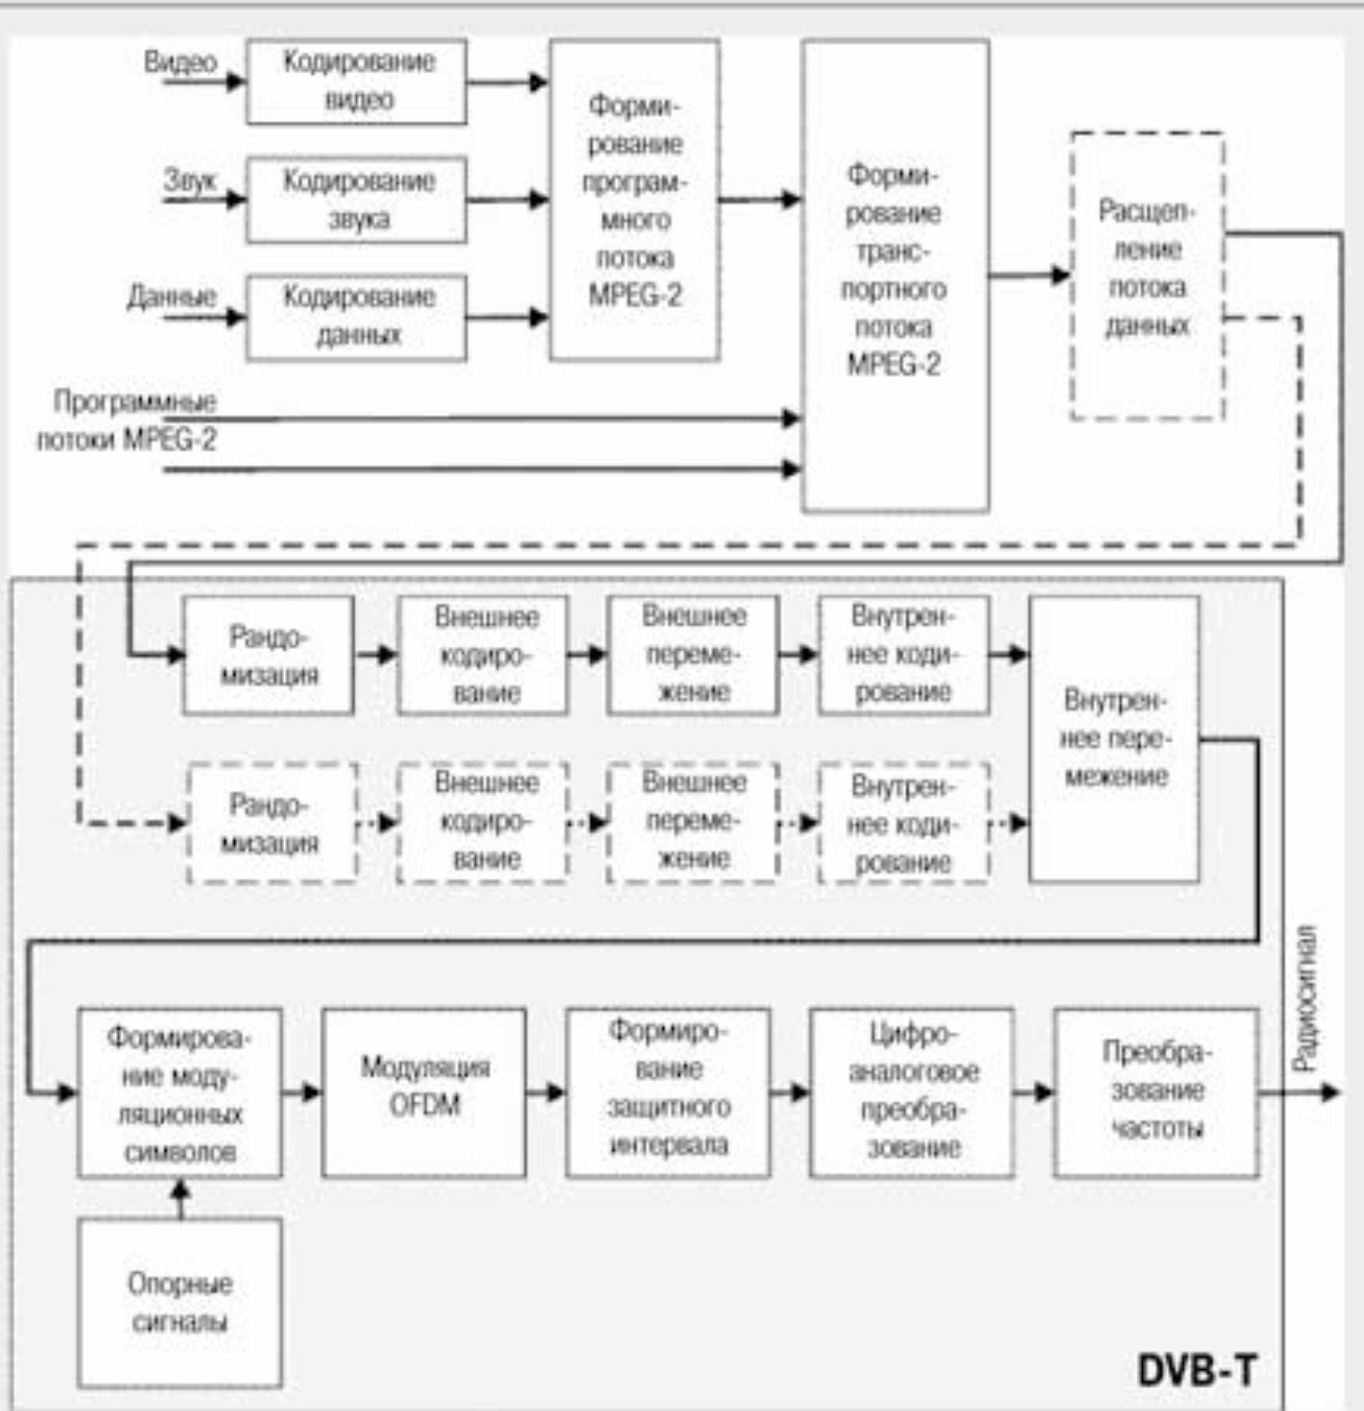 Видео
Кодирование
видео
Звук
Кодирование
звука
Данные
Кодирование
данных
Программные
потоки MPEG-2
Форми-
рование
програм-
много
потока
MPEG-2
Форми-
рование
транс-
портного
потока
MPEG-2
Расщеп-
ление
потока
данных
Рандо-
мизация
Внешнее
кодиро-
вание
Внешнее
переме-
жение
Внутрен-
нее коди-
рование
Внутрен-
нее пере-
межение
Рандо-
мизация
Внешнее
кодиро-
вание
Внешнее
переме-
жение
Внутрен-
нее коди-
рование
Формирова-
ние моду-
ляционных
символов
Модуляция
OFDM
Формиро-
вание
защитного
интервала
Цифро-
аналоговое
преобра-
зование
Преобра-
зование
частоты
Радиосигнал
Опорные
сигналы
DVB-T